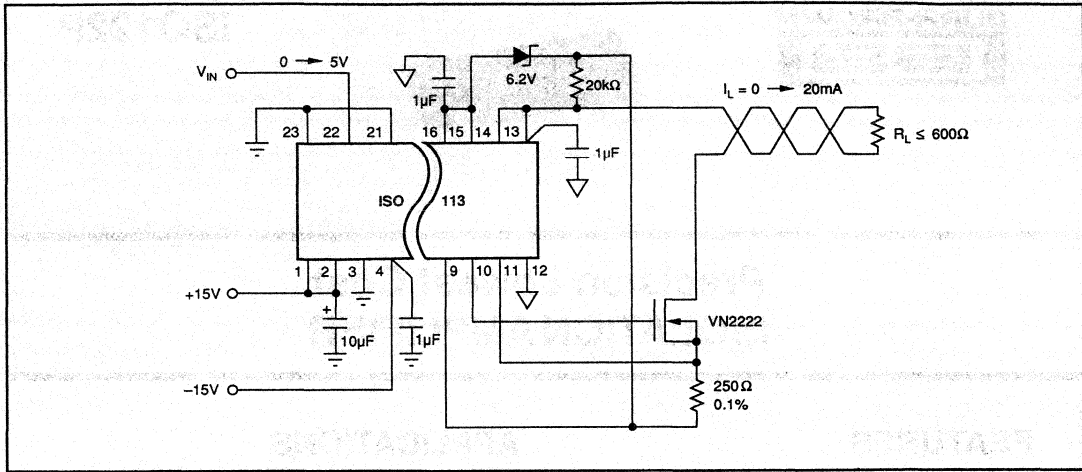 0 → 5V
V_IN
6.2V
1μF
20kΩ
I_L = 0 → 20mA
23 22 21 16 15 14 13
1μF
R_L ≤ 600Ω
ISO 113
1 2 3 4 9 10 11 12
+15V
+
10μF
1μF
VN2222
–15V
250Ω
0.1%